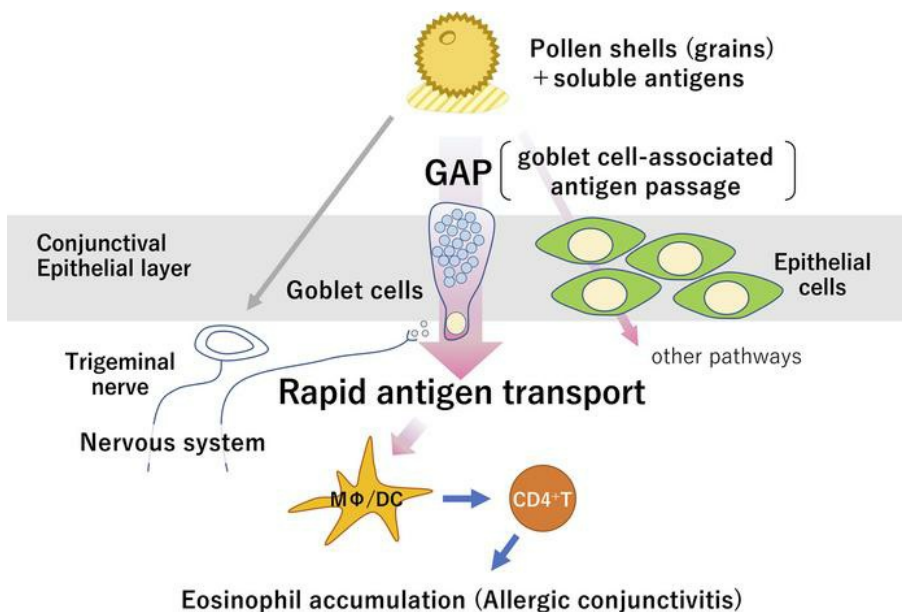 Pollen shells (grains)
+soluble antigens
GAP
goblet cell-associated
antigen passage
Conjunctival
Epithelial layer
Goblet cells
Epithelial
cells
Trigeminal
nerve
other pathways
Rapid antigen transport
Nervous system
MΦ/DC
CD4⁺T
Eosinophil accumulation (Allergic conjunctivitis)